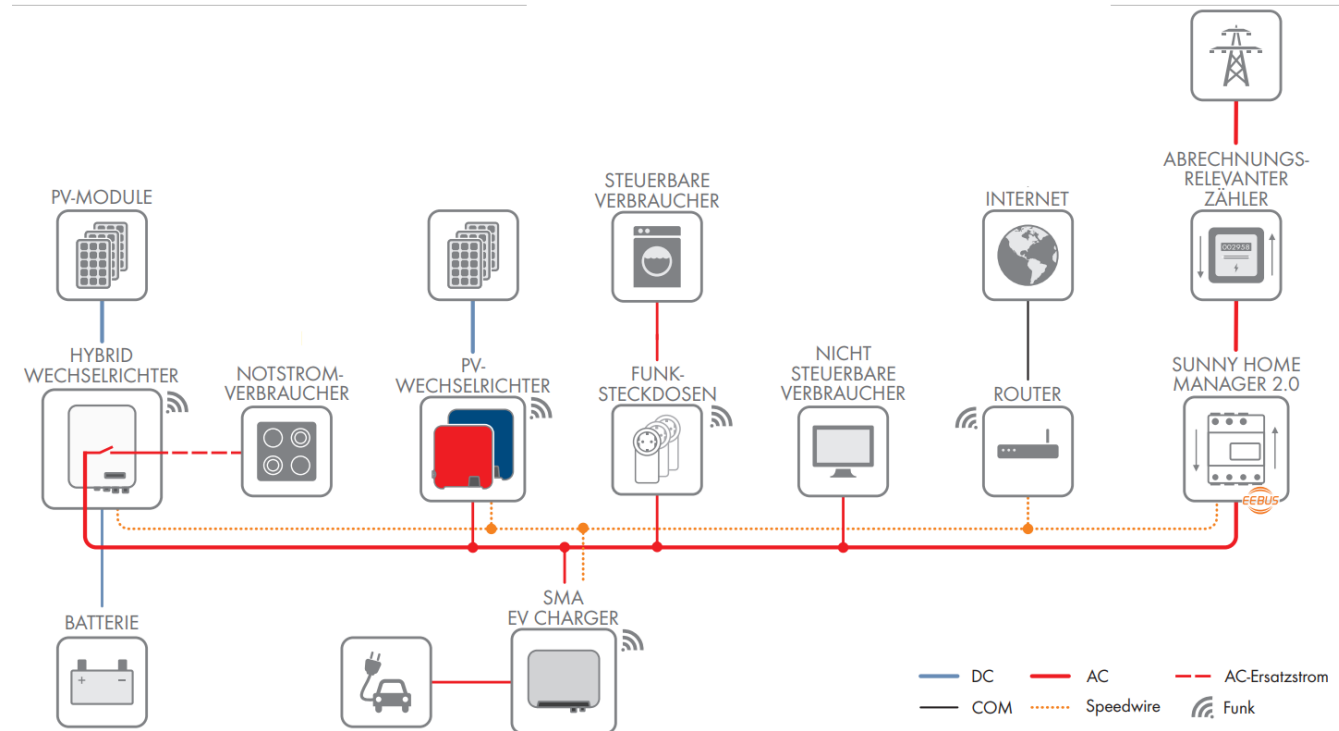 ABRECHNUNGS-
RELEVANTER
ZÄHLER
002958
PV-MODULE
STEUERBARE
VERBRAUCHER
INTERNET
HYBRID
WECHSELRICHTER
NOTSTROM-
VERBRAUCHER
PV-
WECHSELRICHTER
FUNK-
STECKDOSEN
NICHT
STEUERBARE
VERBRAUCHER
ROUTER
SUNNY HOME
MANAGER 2.0
EEBUS
BATTERIE
+ −
SMA
EV CHARGER
DC
AC
AC-Ersatzstrom
COM
Speedwire
Funk